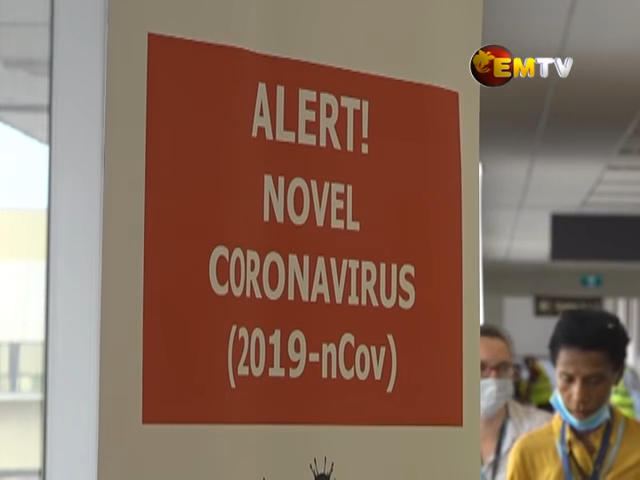 EMTV
ALERT!
NOVEL
CORONAVIRUS
(2019-nCov)